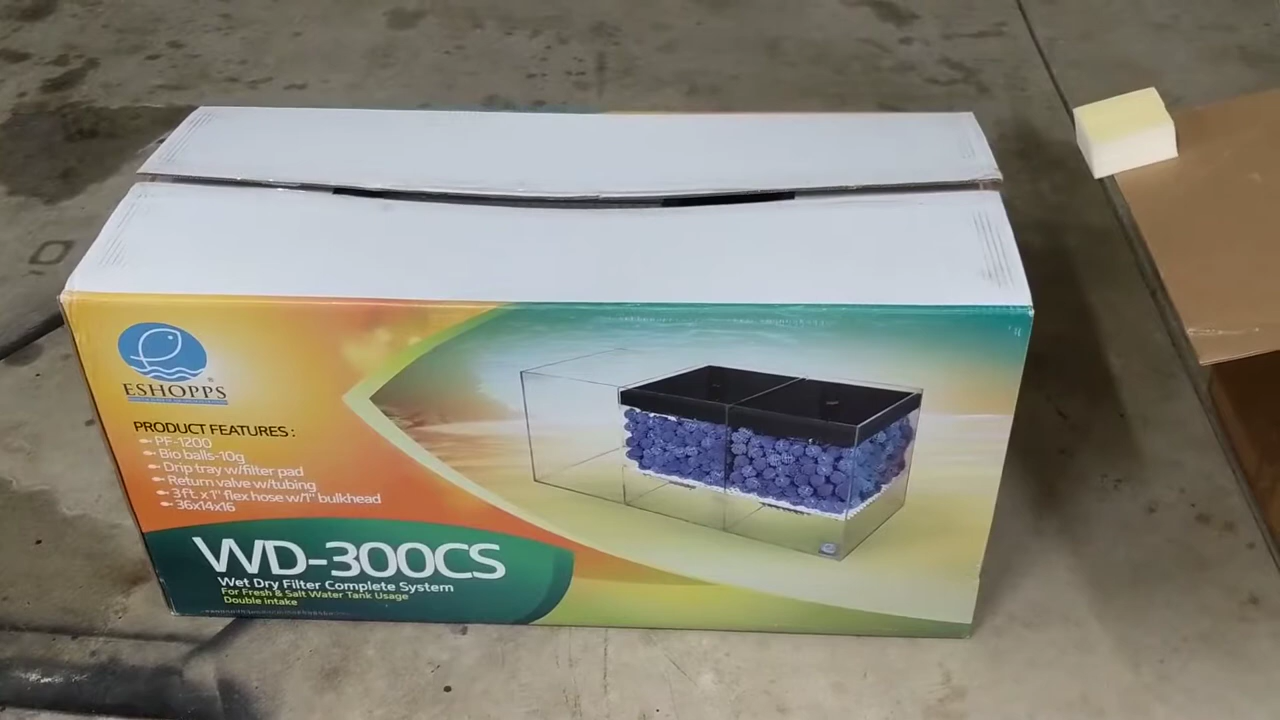 ESHOPPS
PRODUCT FEATURES :
PF-1200
Bio balls-10g
Drip tray w/filter pad
Return valve w/tubing
3 ft. x 1" flex hose w/1" bulkhead
36x14x16
WD-300CS
Wet Dry Filter Complete System
For Fresh & Salt Water Tank Usage
Double intake